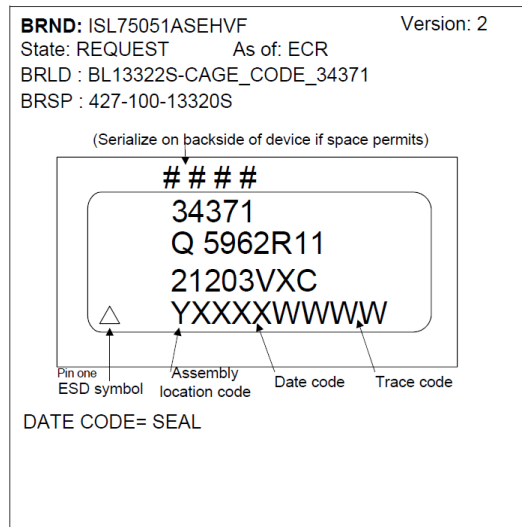 BRND: ISL75051ASEHVF Version: 2
State: REQUEST As of: ECR
BRLD : BL13322S-CAGE_CODE_34371
BRSP : 427-100-13320S
(Serialize on backside of device if space permits)
# # # #
34371
Q 5962R11
21203VXC
YXXXXWWWW
Pin one
ESD symbol
Assembly
location code
Date code
Trace code
DATE CODE= SEAL